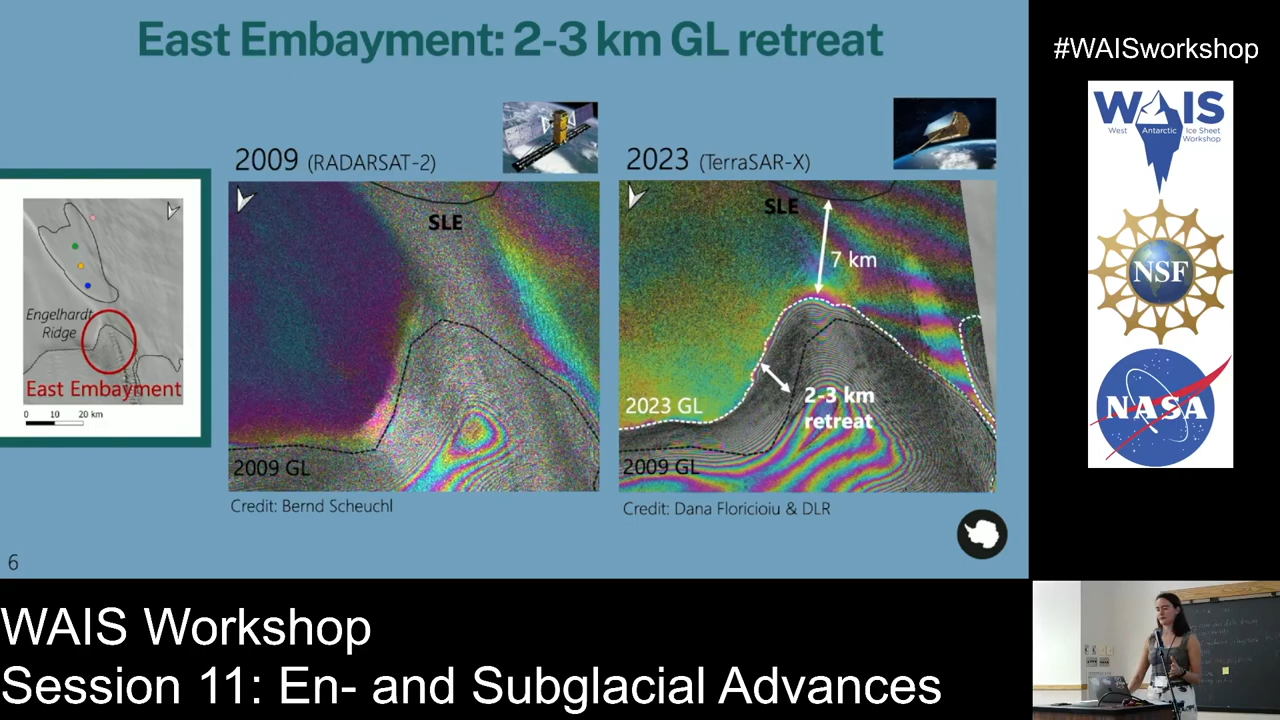 East Embayment: 2-3 km GL retreat
#WAISworkshop
WAIS
West Antarctic Ice Sheet
Workshop
NSF
NASA
2009 (RADARSAT-2)
2023 (TerraSAR-X)
SLE
SLE
7 km
Engelhardt
Ridge
East Embayment
0 10 20 km
2-3 km
retreat
2023 GL
2009 GL
2009 GL
Credit: Bernd Scheuchl
Credit: Dana Floricioiu & DLR
6
WAIS Workshop
Session 11: En- and Subglacial Advances